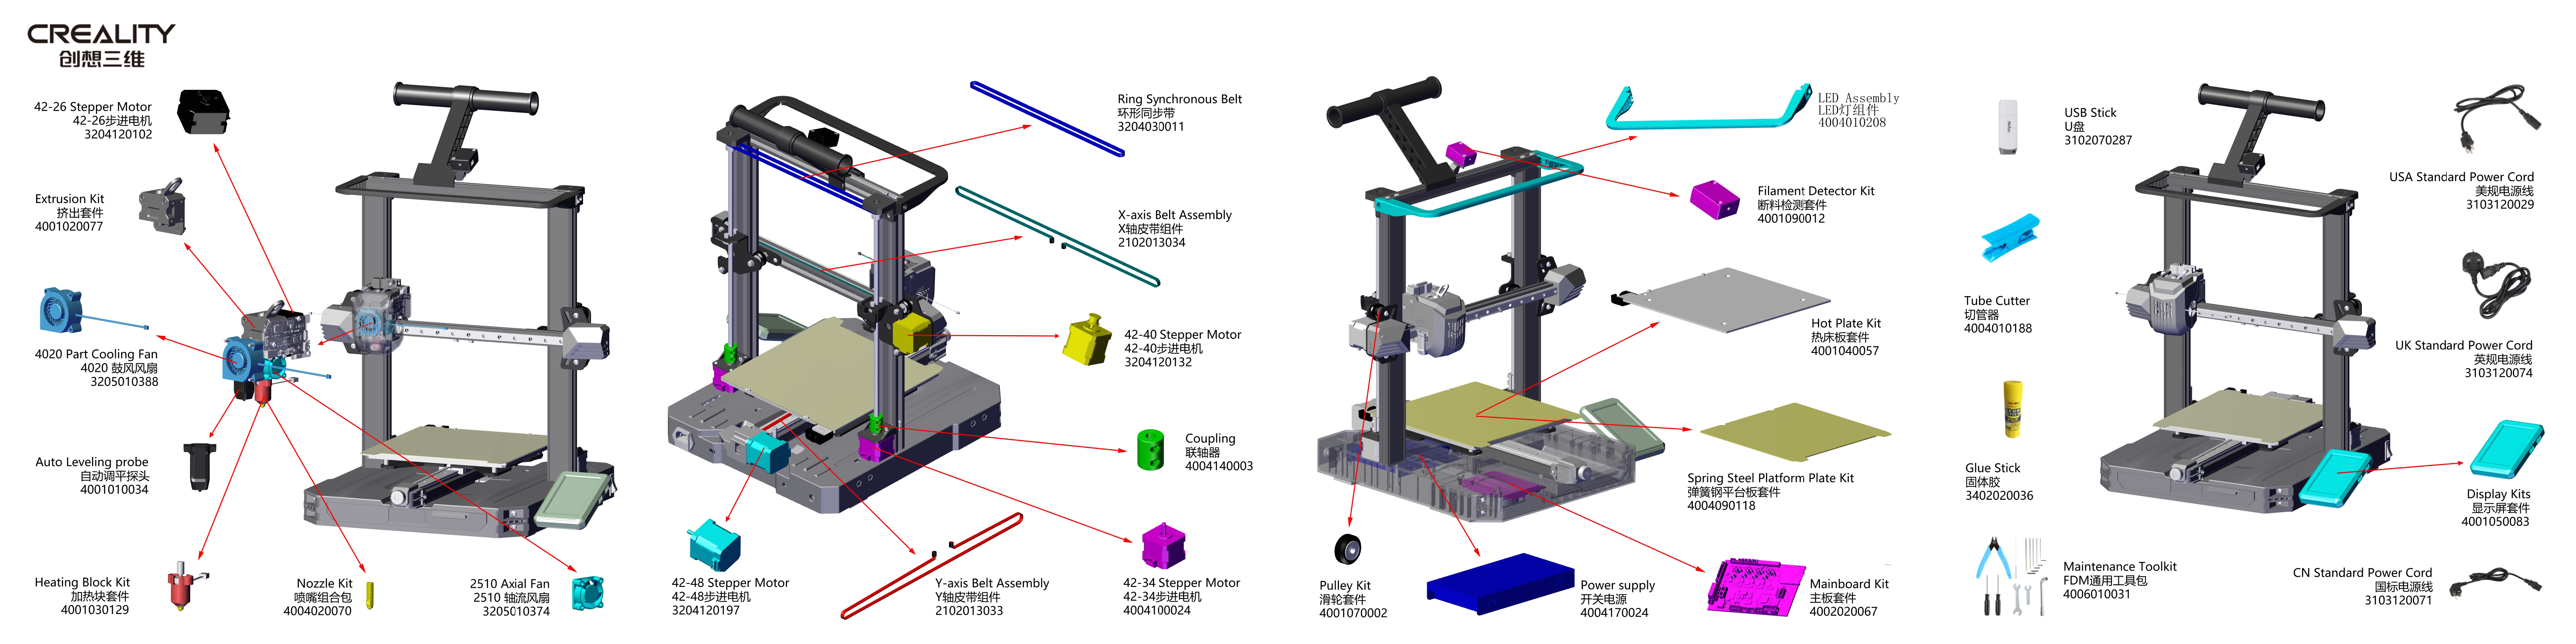 CREALITY
创想三维
42-26 Stepper Motor
42-26步进电机
3204120102
Extrusion Kit
挤出套件
4001020077
4020 Part Cooling Fan
4020 鼓风风扇
3205010388
Auto Leveling probe
自动调平探头
4001010034
Heating Block Kit
加热块套件
4001030129
Nozzle Kit
喷嘴组合包
4004020070
2510 Axial Fan
2510 轴流风扇
3205010374
Ring Synchronous Belt
环形同步带
3204030011
X-axis Belt Assembly
X轴皮带组件
2102013034
42-40 Stepper Motor
42-40步进电机
3204120132
Coupling
联轴器
4004140003
42-48 Stepper Motor
42-48步进电机
3204120197
Y-axis Belt Assembly
Y轴皮带组件
2102013033
42-34 Stepper Motor
42-34步进电机
4004100024
LED Assembly
LED灯组件
4004010208
Filament Detector Kit
断料检测套件
4001090012
Hot Plate Kit
热床板套件
4001040057
Spring Steel Platform Plate Kit
弹簧钢平台板套件
4004090118
Pulley Kit
滑轮套件
4001070002
Power supply
开关电源
4004170024
Mainboard Kit
主板套件
4002020067
USB Stick
U盘
3102070287
Tube Cutter
切管器
4004010188
Glue Stick
固体胶
3402020036
Maintenance Toolkit
FDM通用工具包
4006010031
USA Standard Power Cord
美规电源线
3103120029
UK Standard Power Cord
英规电源线
3103120074
Display Kits
显示屏套件
4001050083
CN Standard Power Cord
国标电源线
3103120071